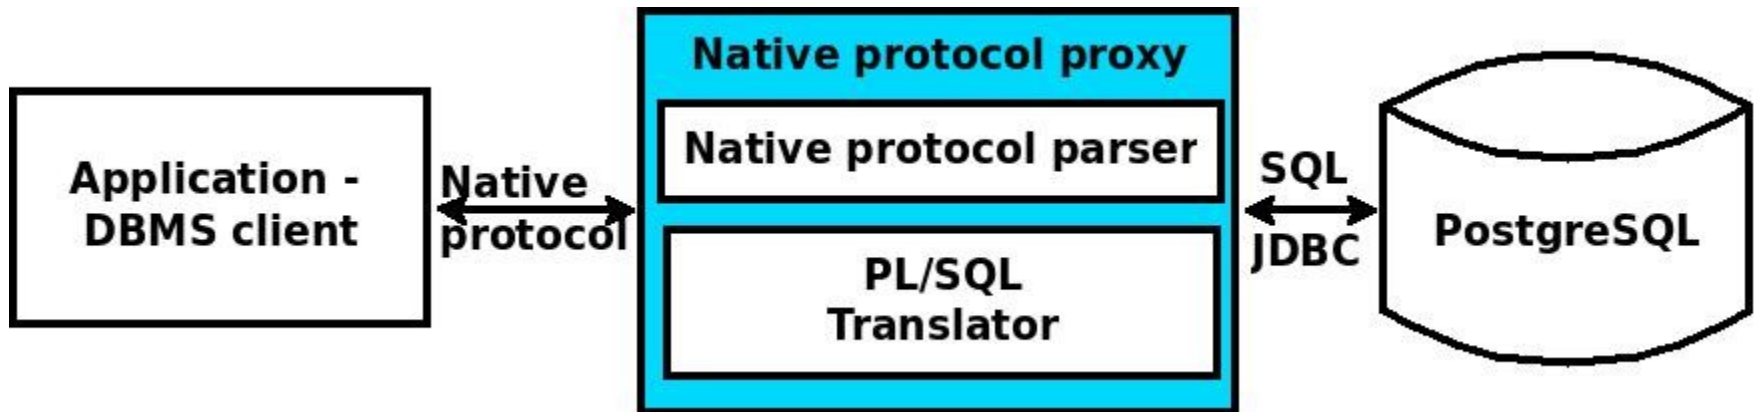 Application -
DBMS client
Native
protocol
Native protocol proxy
Native protocol parser
PL/SQL
Translator
SQL
JDBC
PostgreSQL